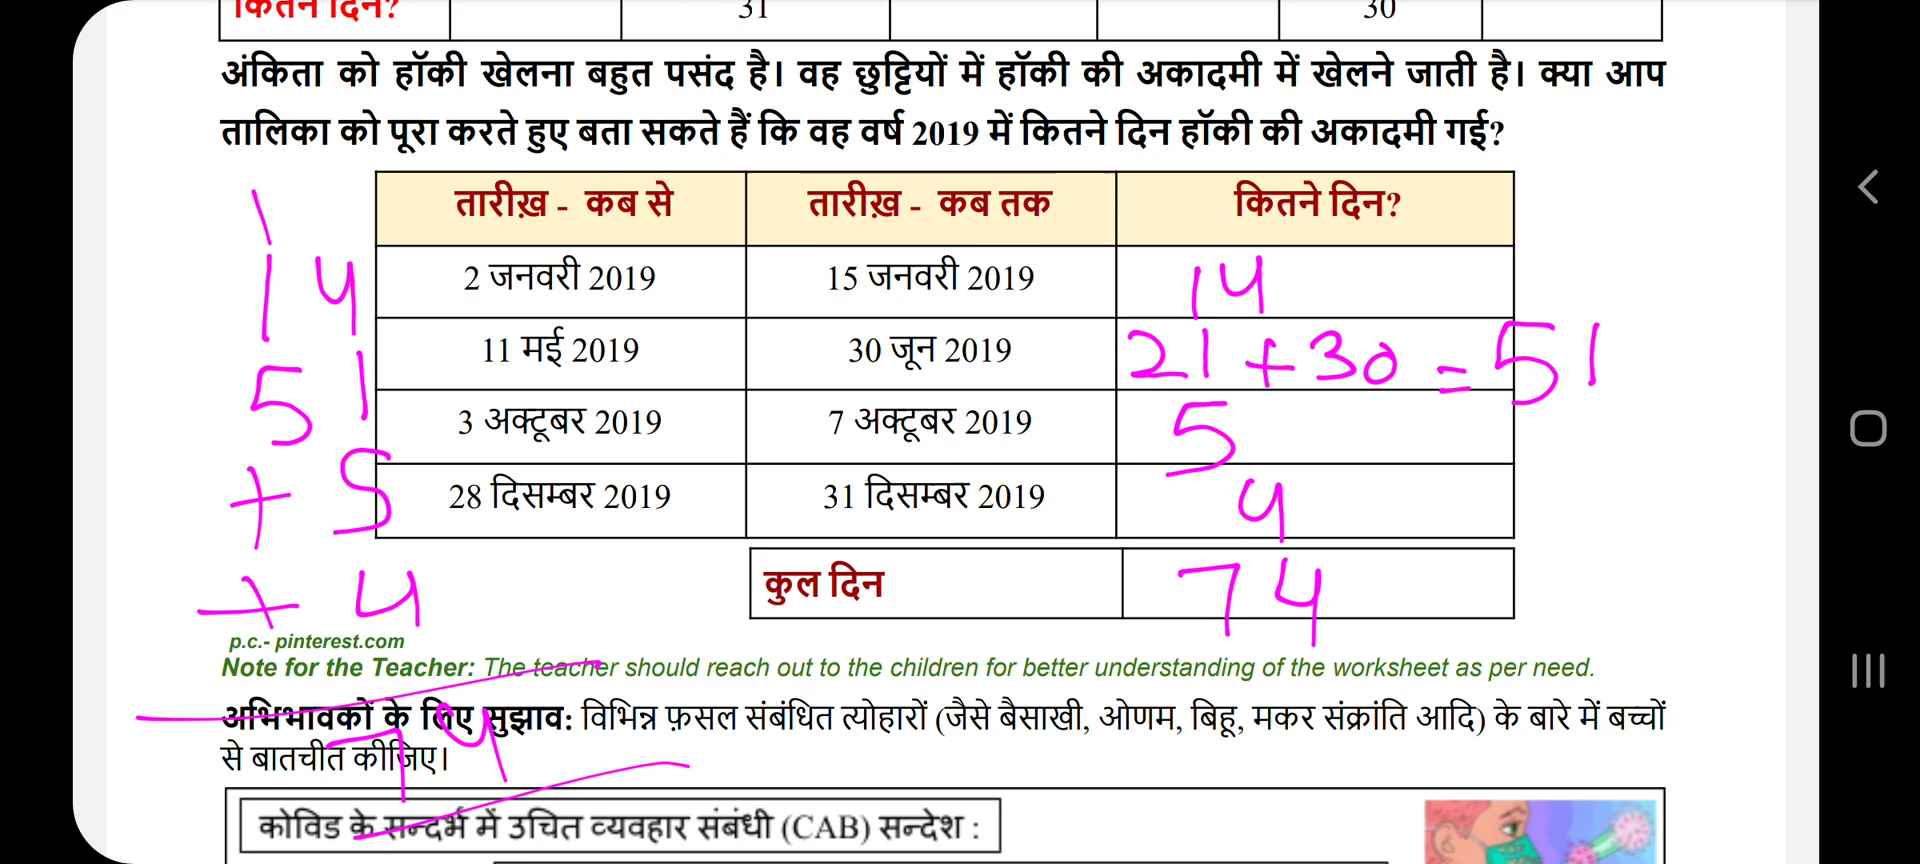 कितने दिन? 31 30
अंकिता को हॉकी खेलना बहुत पसंद है। वह छुट्टियों में हॉकी की अकादमी में खेलने जाती है। क्या आप
तालिका को पूरा करते हुए बता सकते हैं कि वह वर्ष 2019 में कितने दिन हॉकी की अकादमी गई?
तारीख़ - कब से तारीख़ - कब तक कितने दिन?
1
14 2 जनवरी 2019 15 जनवरी 2019 14
51 11 मई 2019 30 जून 2019 21 + 30 = 51
+ 5 3 अक्टूबर 2019 7 अक्टूबर 2019 5
28 दिसम्बर 2019 31 दिसम्बर 2019 4
+ 4 कुल दिन 74
p.c.- pinterest.com
Note for the Teacher: The teacher should reach out to the children for better understanding of the worksheet as per need.
अभिभावकों के लिए सुझाव: विभिन्न फ़सल संबंधित त्योहारों (जैसे बैसाखी, ओणम, बिहू, मकर संक्रांति आदि) के बारे में बच्चों
से बातचीत कीजिए।
74
कोविड के सन्दर्भ में उचित व्यवहार संबंधी (CAB) सन्देश :